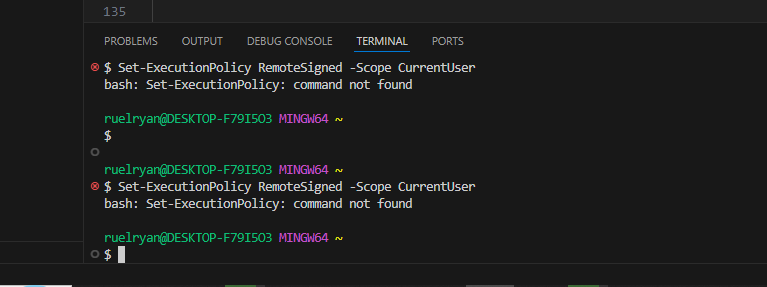 135
PROBLEMS OUTPUT DEBUG CONSOLE TERMINAL PORTS
$ Set-ExecutionPolicy RemoteSigned -Scope CurrentUser
bash: Set-ExecutionPolicy: command not found
ruelryan@DESKTOP-F79I5O3 MINGW64 ~
$
ruelryan@DESKTOP-F79I5O3 MINGW64 ~
$ Set-ExecutionPolicy RemoteSigned -Scope CurrentUser
bash: Set-ExecutionPolicy: command not found
ruelryan@DESKTOP-F79I5O3 MINGW64 ~
$